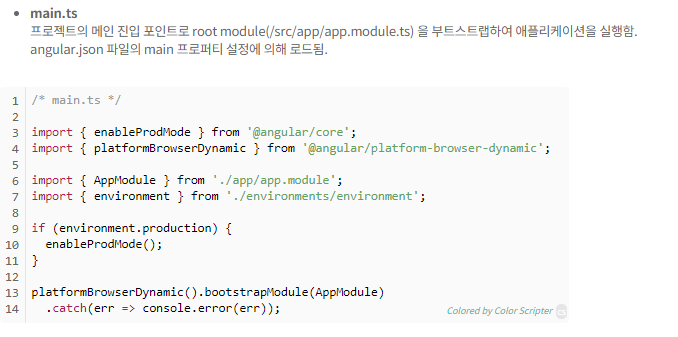 main.ts
프로젝트의 메인 진입 포인트로 root module(/src/app/app.module.ts) 을 부트스트랩하여 애플리케이션을 실행함.
angular.json 파일의 main 프로퍼티 설정에 의해 로드됨.
1 /* main.ts */
2
3 import { enableProdMode } from '@angular/core';
4 import { platformBrowserDynamic } from '@angular/platform-browser-dynamic';
5
6 import { AppModule } from './app/app.module';
7 import { environment } from './environments/environment';
8
9 if (environment.production) {
10   enableProdMode();
11 }
12
13 platformBrowserDynamic().bootstrapModule(AppModule)
14   .catch(err => console.error(err));
Colored by Color Scripter
cs